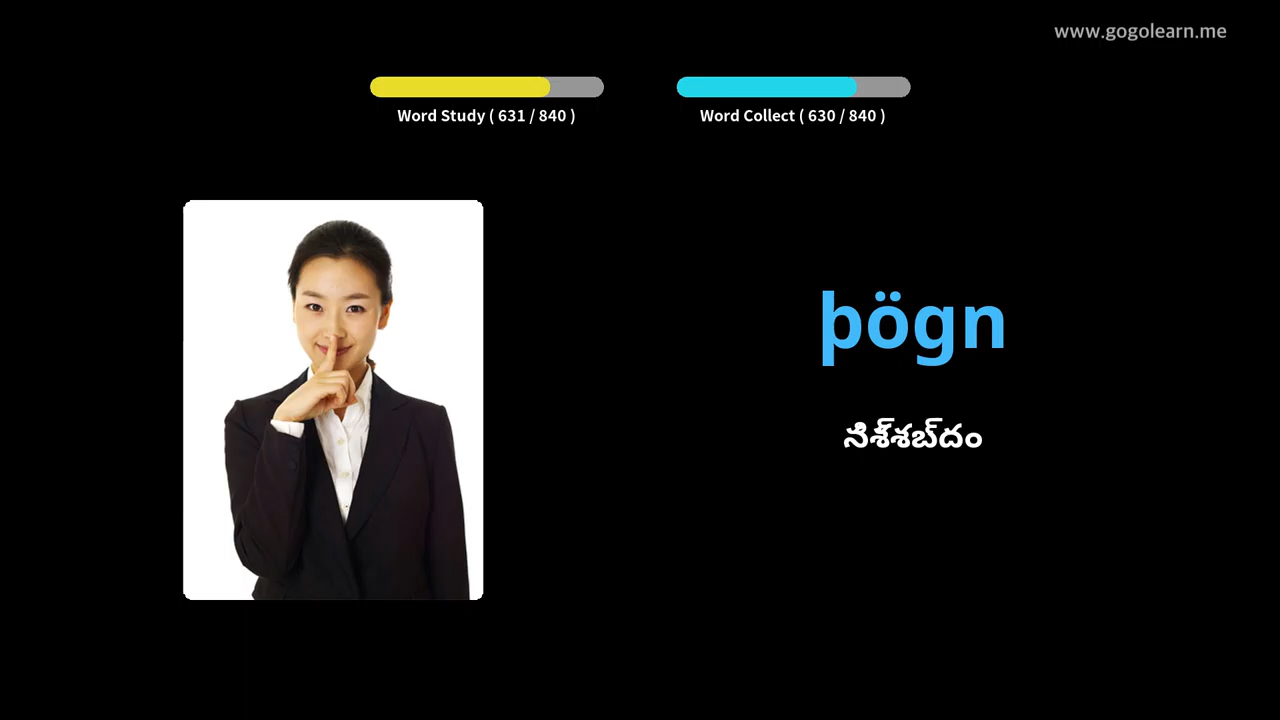 www.gogolearn.me
Word Study ( 631 / 840 )
Word Collect ( 630 / 840 )
þögn
నిశ్శబ్దం